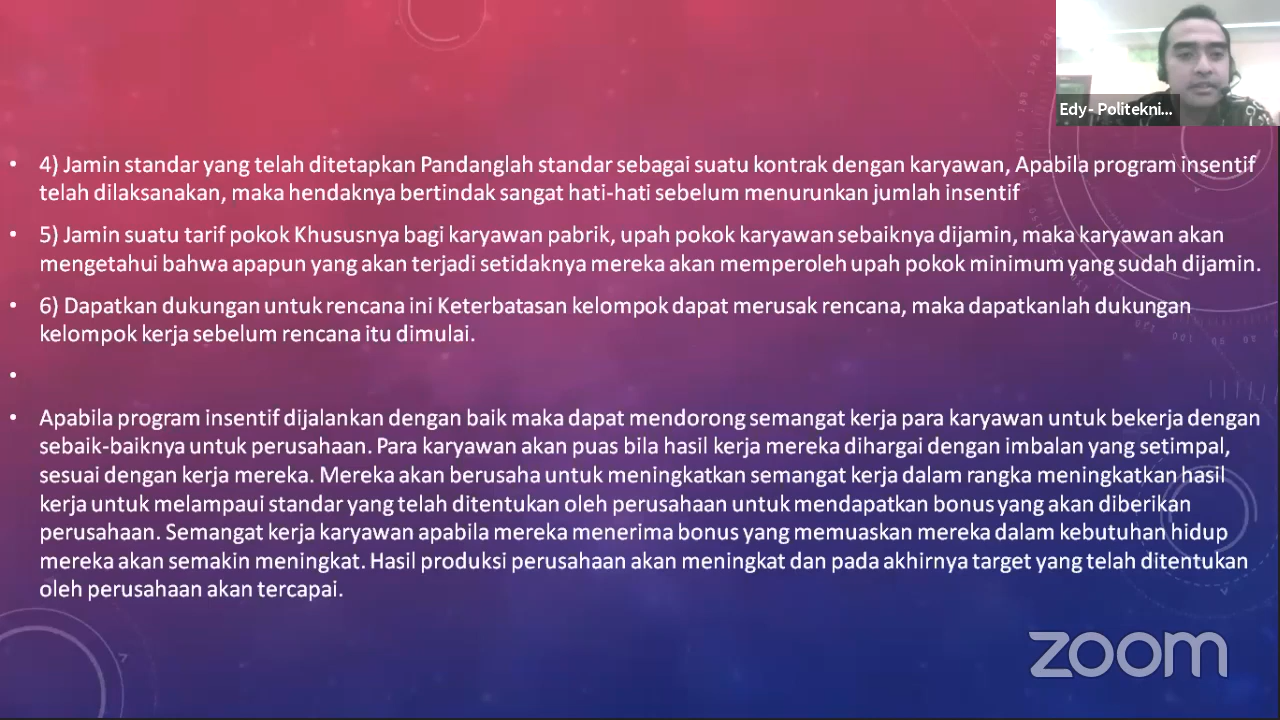 Edy- Politekni...
• 4) Jamin standar yang telah ditetapkan Pandanglah standar sebagai suatu kontrak dengan karyawan, Apabila program insentif
telah dilaksanakan, maka hendaknya bertindak sangat hati-hati sebelum menurunkan jumlah insentif
• 5) Jamin suatu tarif pokok Khususnya bagi karyawan pabrik, upah pokok karyawan sebaiknya dijamin, maka karyawan akan
mengetahui bahwa apapun yang akan terjadi setidaknya mereka akan memperoleh upah pokok minimum yang sudah dijamin.
• 6) Dapatkan dukungan untuk rencana ini Keterbatasan kelompok dapat merusak rencana, maka dapatkanlah dukungan
kelompok kerja sebelum rencana itu dimulai.
•
• Apabila program insentif dijalankan dengan baik maka dapat mendorong semangat kerja para karyawan untuk bekerja dengan
sebaik-baiknya untuk perusahaan. Para karyawan akan puas bila hasil kerja mereka dihargai dengan imbalan yang setimpal,
sesuai dengan kerja mereka. Mereka akan berusaha untuk meningkatkan semangat kerja dalam rangka meningkatkan hasil
kerja untuk melampaui standar yang telah ditentukan oleh perusahaan untuk mendapatkan bonus yang akan diberikan
perusahaan. Semangat kerja karyawan apabila mereka menerima bonus yang memuaskan mereka dalam kebutuhan hidup
mereka akan semakin meningkat. Hasil produksi perusahaan akan meningkat dan pada akhirnya target yang telah ditentukan
oleh perusahaan akan tercapai.
zoom